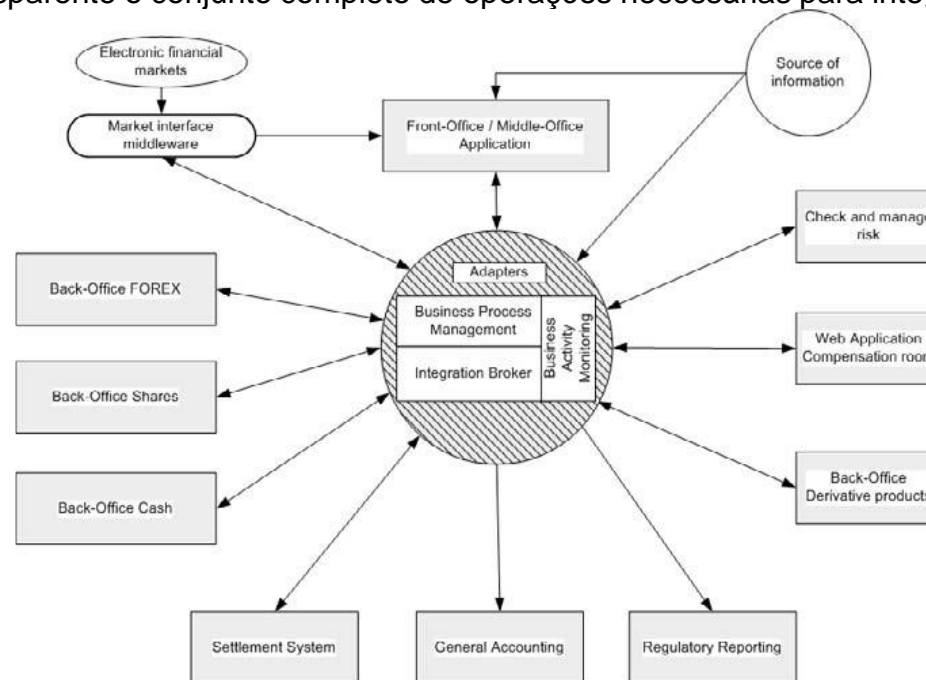 sparente o conjunto completo de operações necessárias para integ
Electronic financial
markets
Source of
information
Market interface
middleware
Front-Office / Middle-Office
Application
Check and manage
risk
Adapters
Back-Office FOREX
Business Process
Management
Business
Activity
Monitoring
Integration Broker
Web Application
Compensation room
Back-Office Shares
Back-Office Cash
Back-Office
Derivative products
Settlement System
General Accounting
Regulatory Reporting